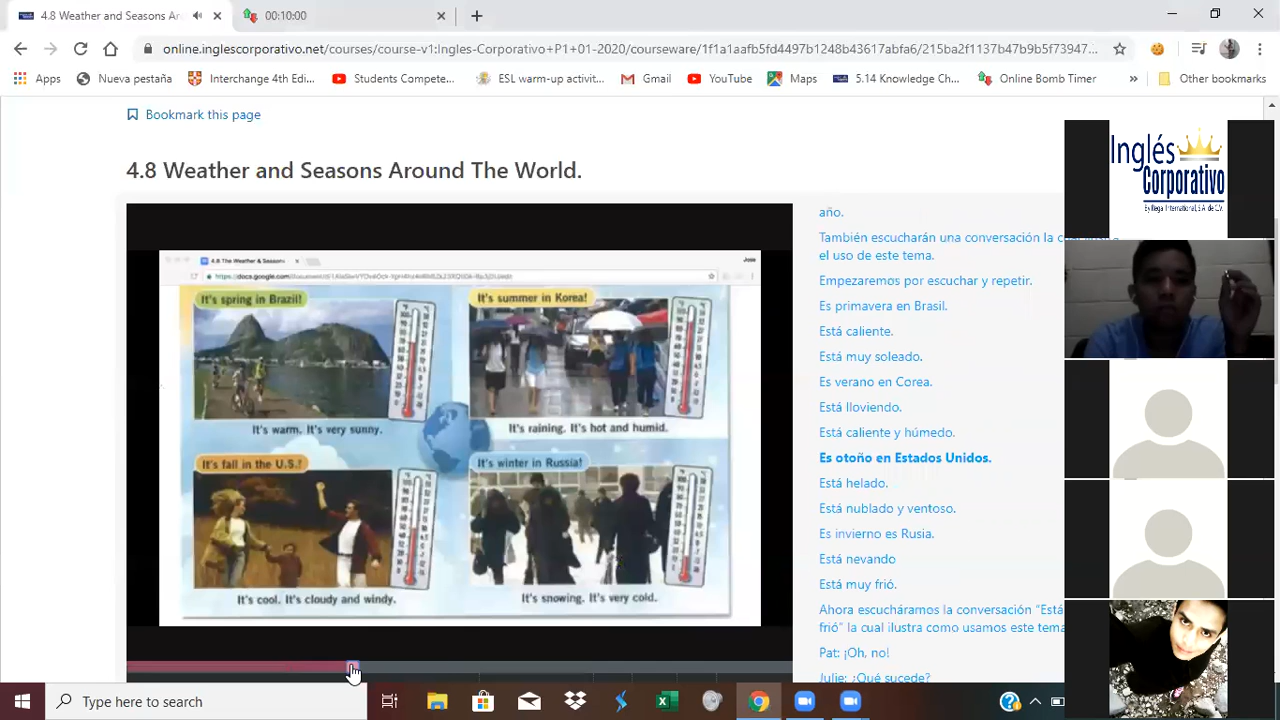 4.8 Weather and Seasons Aro
00:10:00
online.inglescorporativo.net/courses/course-v1:Ingles-Corporativo+P1+01-2020/courseware/1f1a1aafb5fd4497b1248b43617abfa6/215ba2f1137b47b9b5f73947...
Apps
Nueva pestaña
Interchange 4th Edi...
Students Compete...
ESL warm-up activit...
Gmail
YouTube
Maps
5.14 Knowledge Ch...
Online Bomb Timer
Other bookmarks
Bookmark this page
4.8 Weather and Seasons Around The World.
4.8 The Weather & Seasons
Jose
It's spring in Brazil!
It's summer in Korea!
It's warm. It's very sunny.
It's raining. It's hot and humid.
It's fall in the U.S.!
It's winter in Russia!
It's cool. It's cloudy and windy.
It's snowing. It's very cold.
año.
También escucharán una conversación la
el uso de este tema.
Empezaremos por escuchar y repetir.
Es primavera en Brasil.
Está caliente.
Está muy soleado.
Es verano en Corea.
Está lloviendo.
Está caliente y húmedo.
Es otoño en Estados Unidos.
Está helado.
Está nublado y ventoso.
Es invierno es Rusia.
Está nevando
Está muy frió.
Ahora escucháramos la conversación “Está
frió” la cual ilustra como usamos este tema
Pat: ¡Oh, no!
Julie: ¿Qué sucede?
Inglés
Corporativo
Type here to search